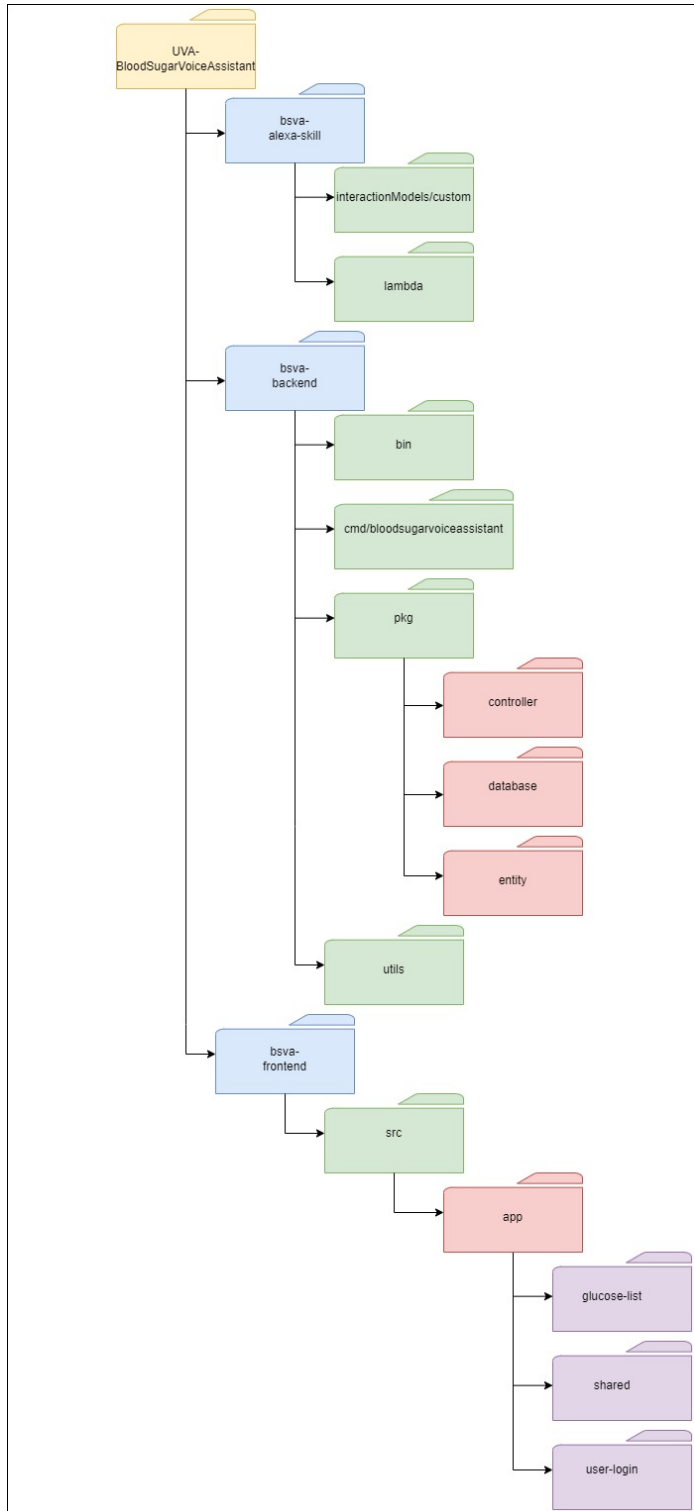 UVA-
BloodSugarVoiceAssistant
bsva-
alexa-skill
interactionModels/custom
lambda
bsva-
backend
bin
cmd/bloodsugarvoiceassistant
pkg
controller
database
entity
utils
bsva-
frontend
src
app
glucose-list
shared
user-login